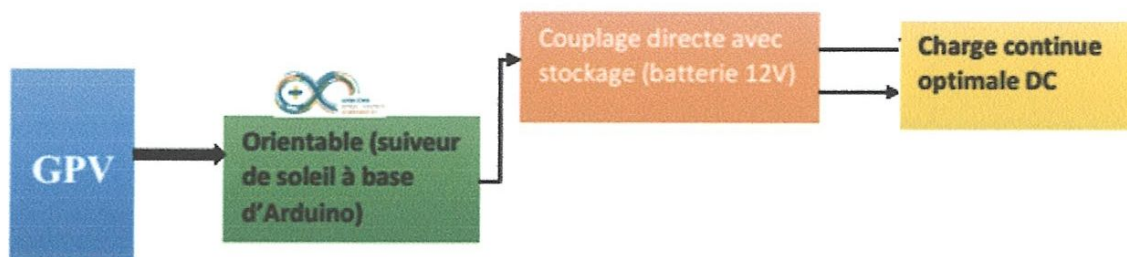 GPV
Orientable (suiveur
de soleil à base
d'Arduino)
Couplage directe avec
stockage (batterie 12V)
Charge continue
optimale DC